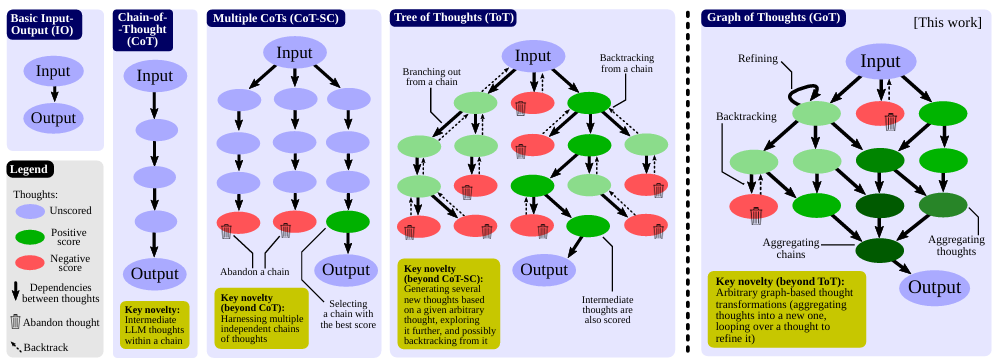 Basic Input-
Output (IO)
Input
Output
Legend
Thoughts:
Unscored
Positive
score
Negative
score
Dependencies
between thoughts
Abandon thought
Backtrack
Chain-of-
-Thought
(CoT)
Input
Output
Key novelty:
Intermediate
LLM thoughts
within a chain
Multiple CoTs (CoT-SC)
Input
Abandon a chain
Output
Selecting
a chain with
the best score
Key novelty
(beyond CoT):
Harnessing multiple
independent chains
of thoughts
Tree of Thoughts (ToT)
Input
Branching out
from a chain
Backtracking
from a chain
Output
Intermediate
thoughts are
also scored
Key novelty
(beyond CoT-SC):
Generating several
new thoughts based
on a given arbitrary
thought, exploring
it further, and possibly
backtracking from it
Graph of Thoughts (GoT)
[This work]
Input
Refining
Backtracking
Aggregating
chains
Aggregating
thoughts
Output
Key novelty (beyond ToT):
Arbitrary graph-based thought
transformations (aggregating
thoughts into a new one,
looping over a thought to
refine it)